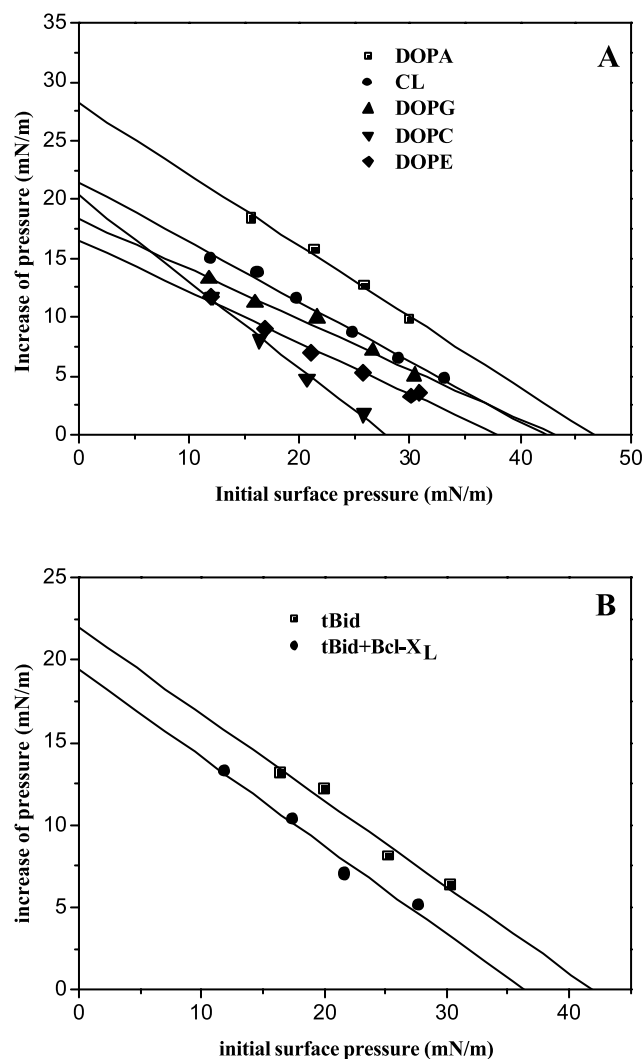 A
DOPA
CL
DOPG
DOPC
DOPE
35
30
25
20
15
10
5
0
Increase of pressure (mN/m)
0 10 20 30 40 50
Initial surface pressure (mN/m)
B
tBid
tBid+Bcl-XL
25
20
15
10
5
0
increase of pressure (mN/m)
0 10 20 30 40
initial surface pressure (mN/m)